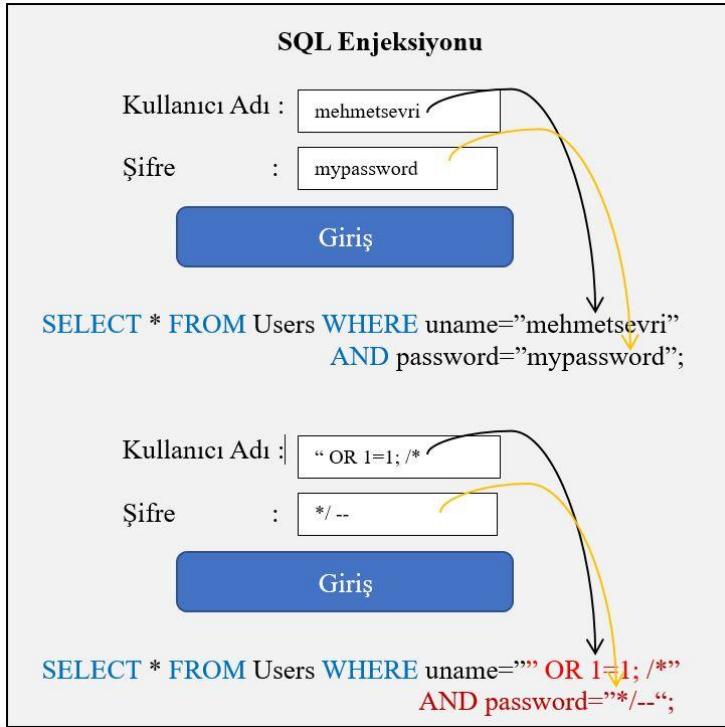 SQL Enjeksiyonu
Kullanıcı Adı : mehmetsevri
Şifre : mypassword
Giriş
SELECT * FROM Users WHERE uname=”mehmetsevri”
AND password=”mypassword”;
Kullanıcı Adı : “ OR 1=1; /*
Şifre : */ --
Giriş
SELECT * FROM Users WHERE uname=”” OR 1=1; /*”
AND password=”*/--“;